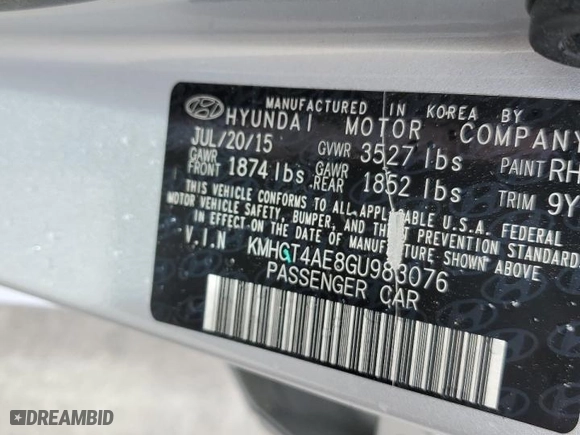 MANUFACTURED IN KOREA BY
HYUNDAI MOTOR COMPANY
JUL/20/15 GVWR 3527 lbs PAINT RH
GAWR FRONT 1874 lbs GAWR REAR 1852 lbs TRIM 9Y
THIS VEHICLE CONFORMS TO ALL APPLICABLE U.S.A. FEDERAL
MOTOR VEHICLE SAFETY, BUMPER, AND THEFT PREVENTION STANDARDS
IN EFFECT ON THE DATE OF MANUFACTURE SHOWN ABOVE
V.I.N KMHCT4AE8GU983076
PASSENGER CAR
DREAMBID